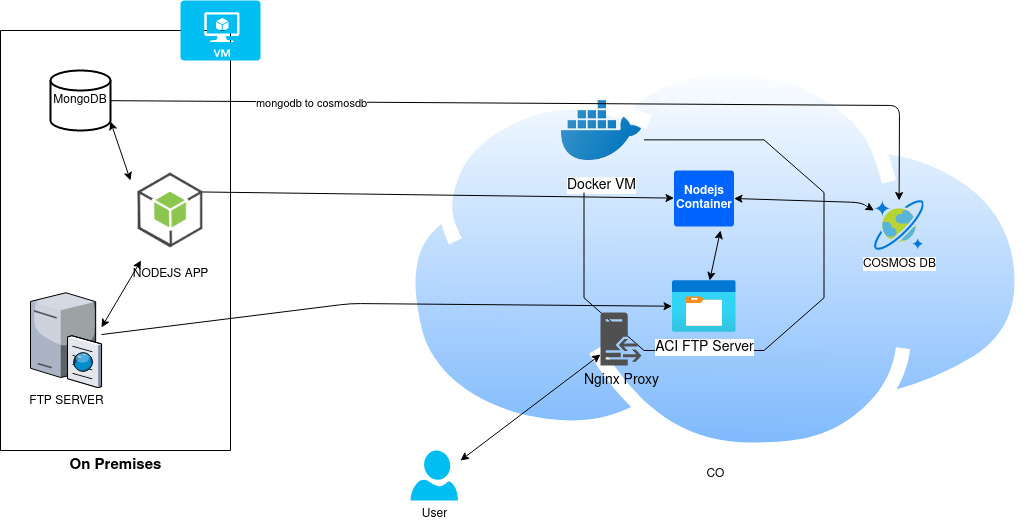 VM
MongoDB
mongodb to cosmosdb
Docker VM
Nodejs
Container
NODEJS APP
COSMOS DB
ACI FTP Server
Nginx Proxy
FTP SERVER
On Premises
CO
User